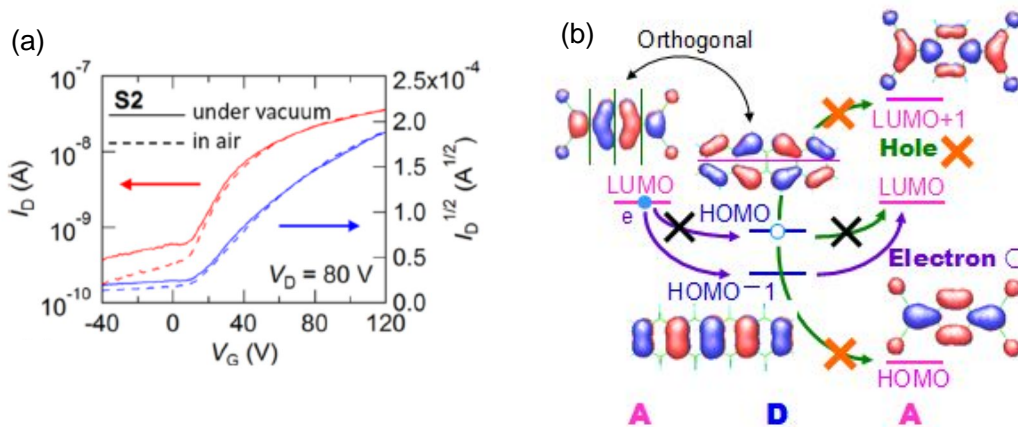 (a)
10⁻⁷
10⁻⁸
10⁻⁹
10⁻¹⁰
I_D (A)
S2
under vacuum
in air
V_D = 80 V
2.5x10⁻⁴
2.0
1.5
1.0
0.5
0.0
I_D^1/2 (A^1/2)
-40 0 40 80 120
V_G (V)
(b)
Orthogonal
LUMO+1
Hole
LUMO
LUMO
e
HOMO
Electron
HOMO−1
HOMO
A D A